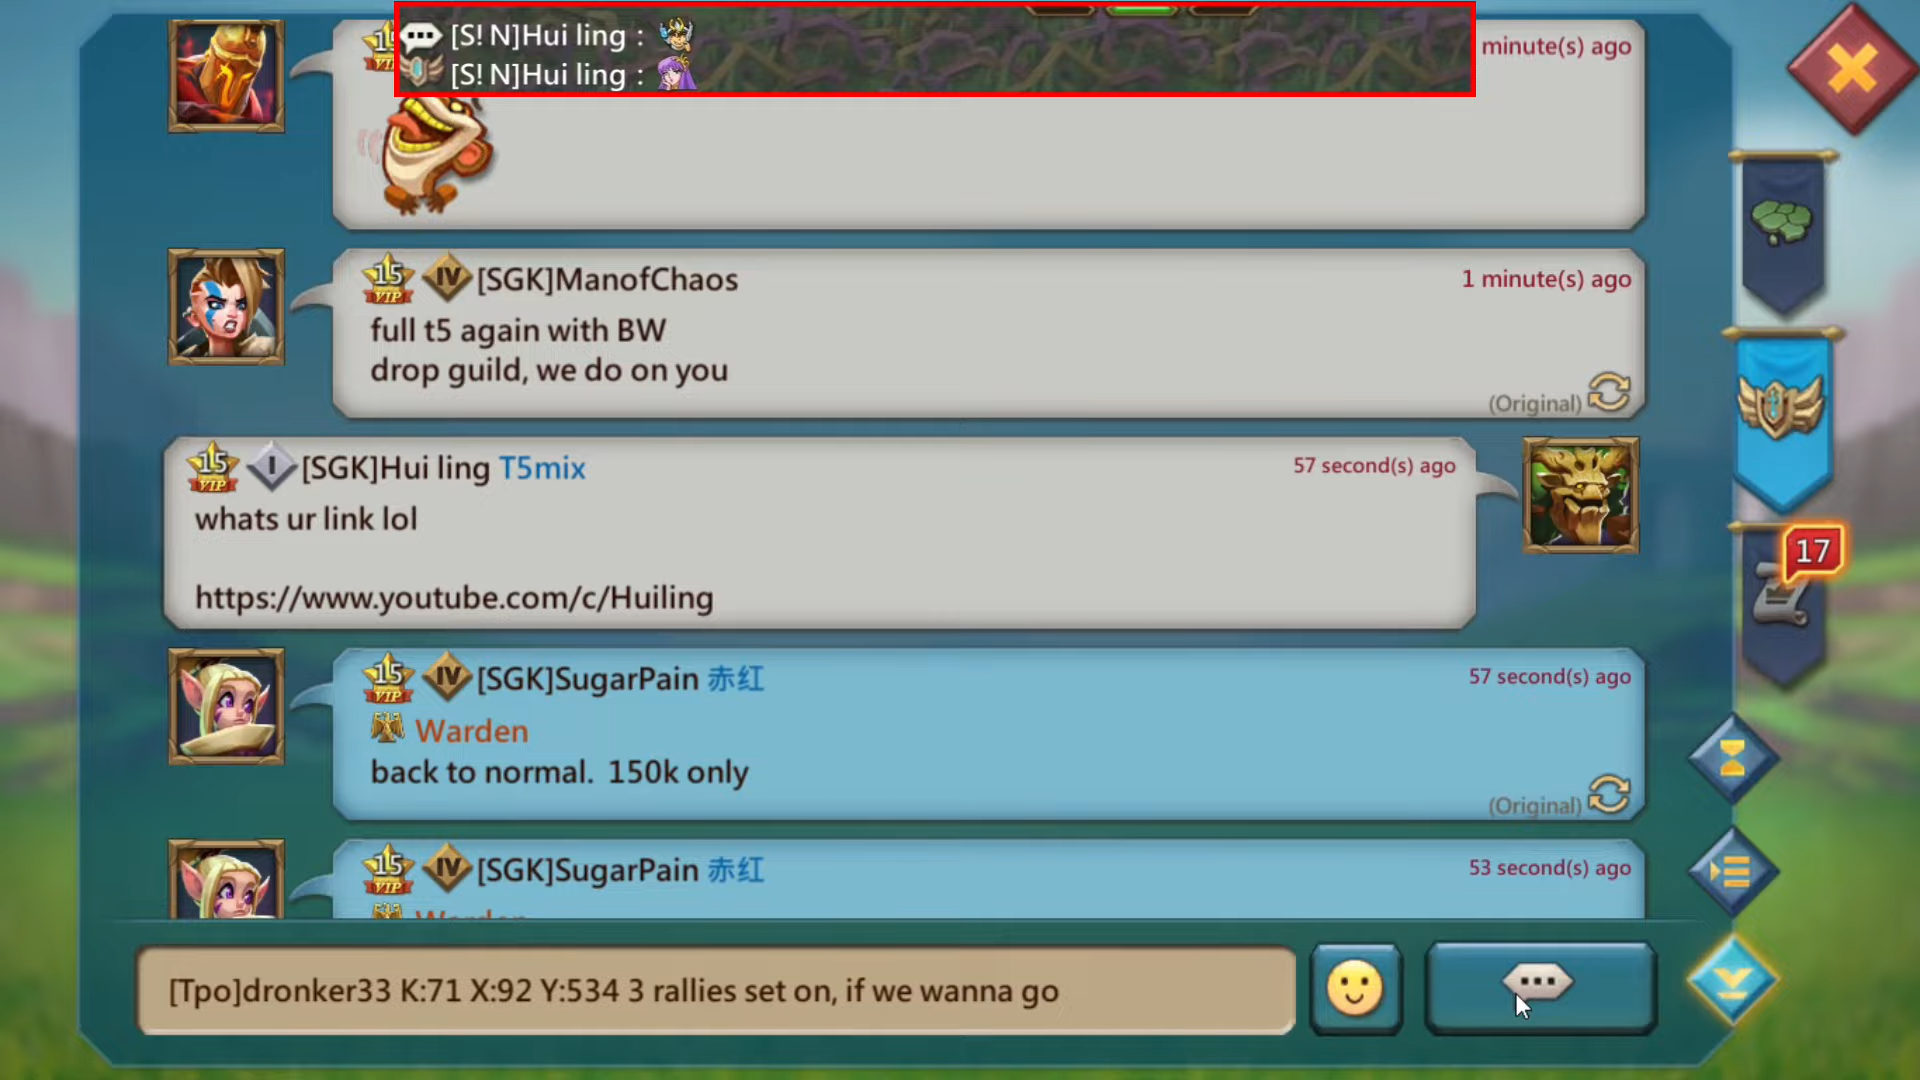 [S! N]Hui ling :
[S! N]Hui ling :
15
VIP
minute(s) ago
15
VIP
IV
[SGK]ManofChaos
1 minute(s) ago
full t5 again with BW
drop guild, we do on you
(Original)
15
VIP
I
[SGK]Hui ling T5mix
57 second(s) ago
whats ur link lol
https://www.youtube.com/c/Huiling
17
15
VIP
IV
[SGK]SugarPain 赤红
57 second(s) ago
Warden
back to normal. 150k only
(Original)
15
VIP
IV
[SGK]SugarPain 赤红
53 second(s) ago
Warden
[Tpo]dronker33 K:71 X:92 Y:534 3 rallies set on, if we wanna go